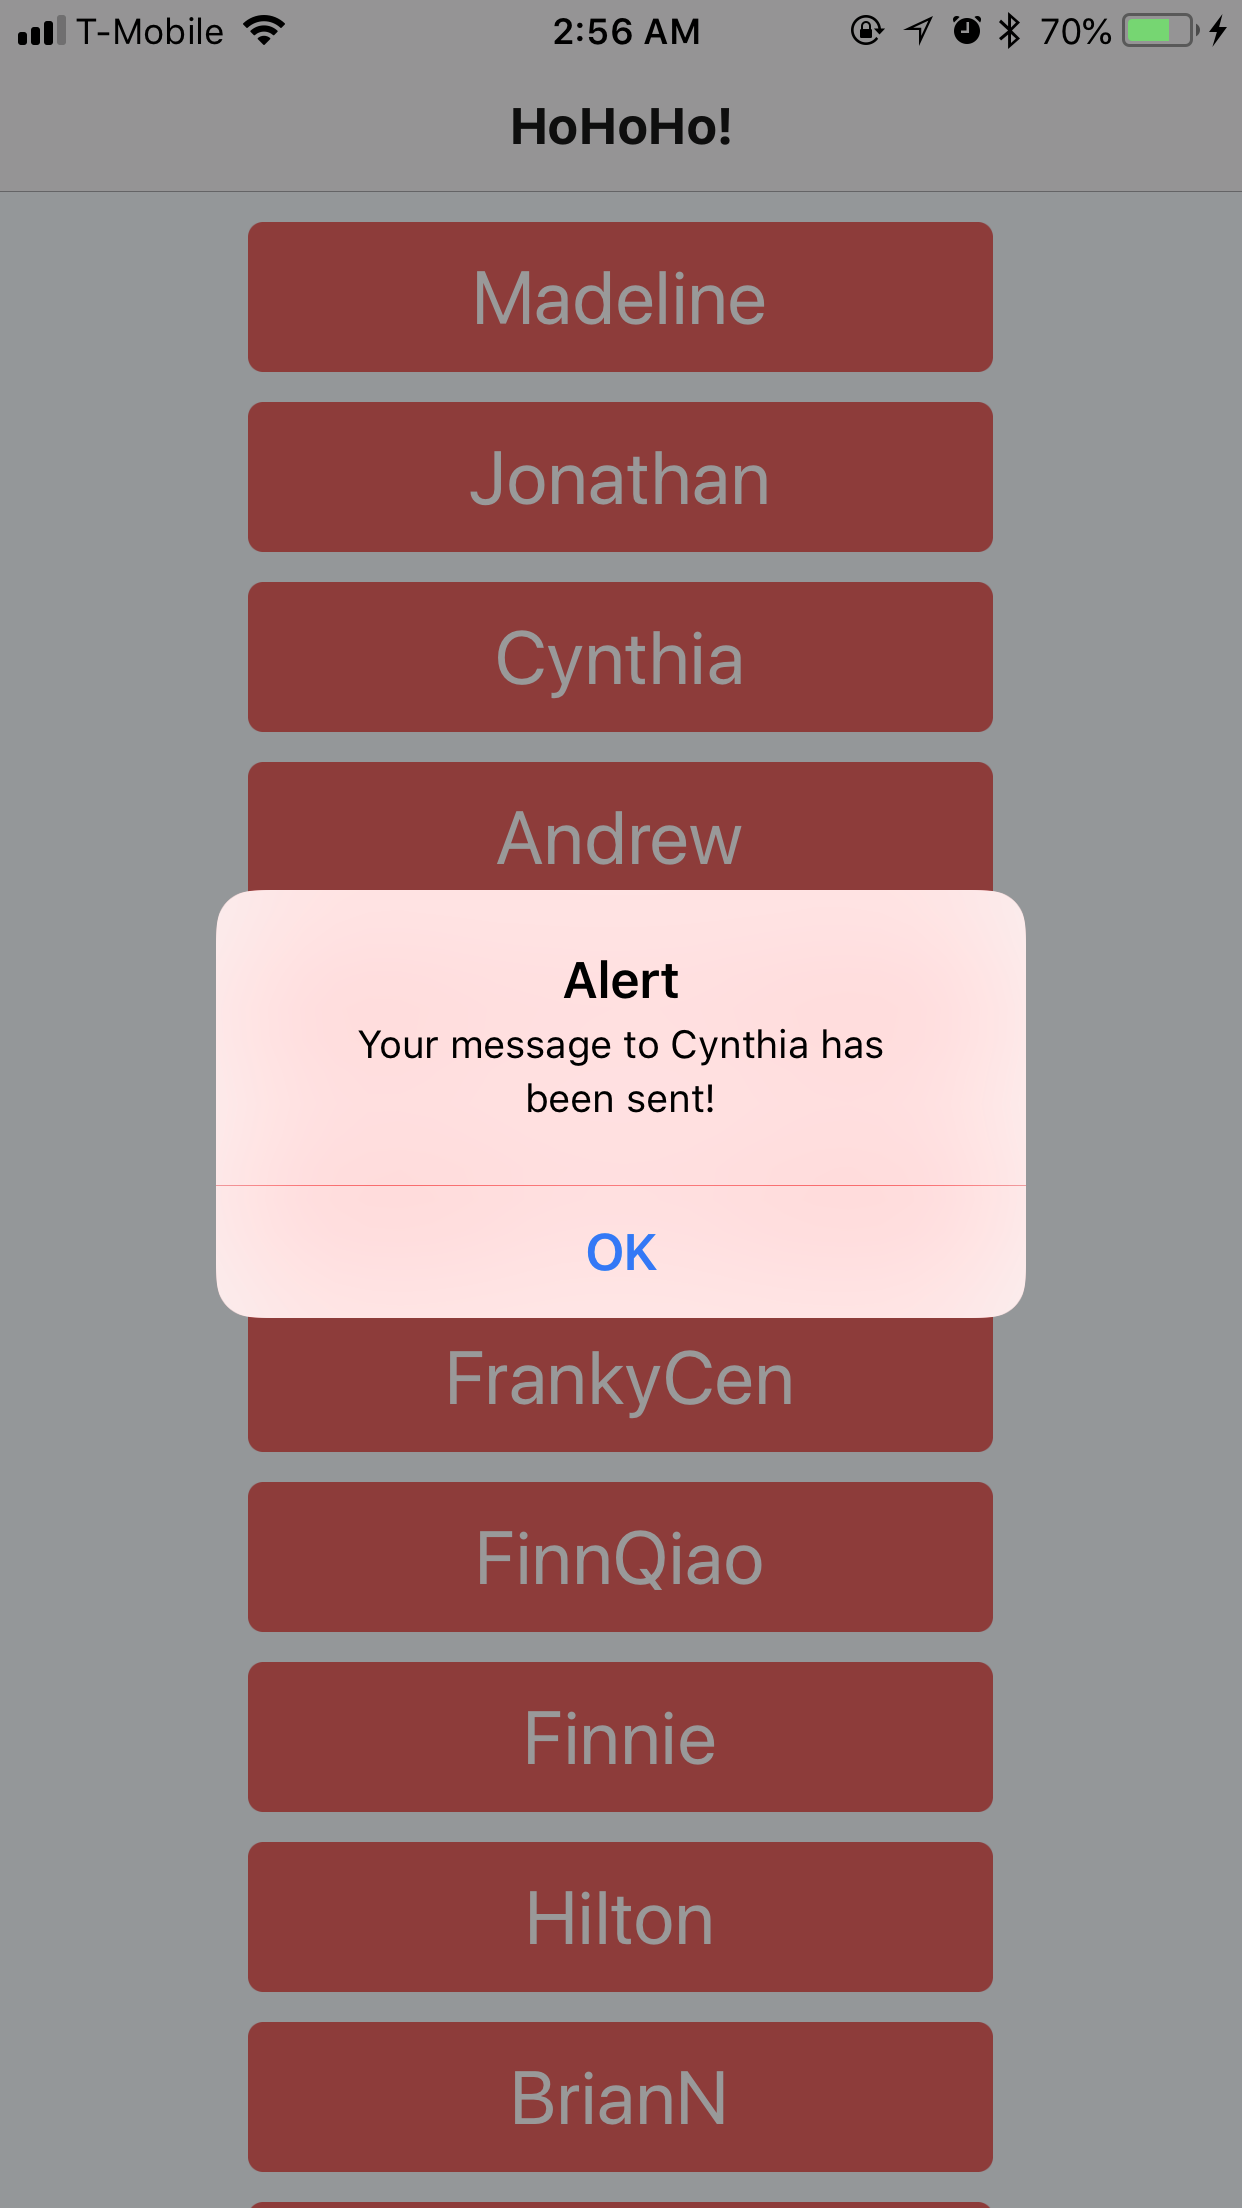 T-Mobile 2:56 AM 70%
HoHoHo!
Madeline
Jonathan
Cynthia
Andrew
Alert
Your message to Cynthia has
been sent!
OK
FrankyCen
FinnQiao
Finnie
Hilton
BrianN